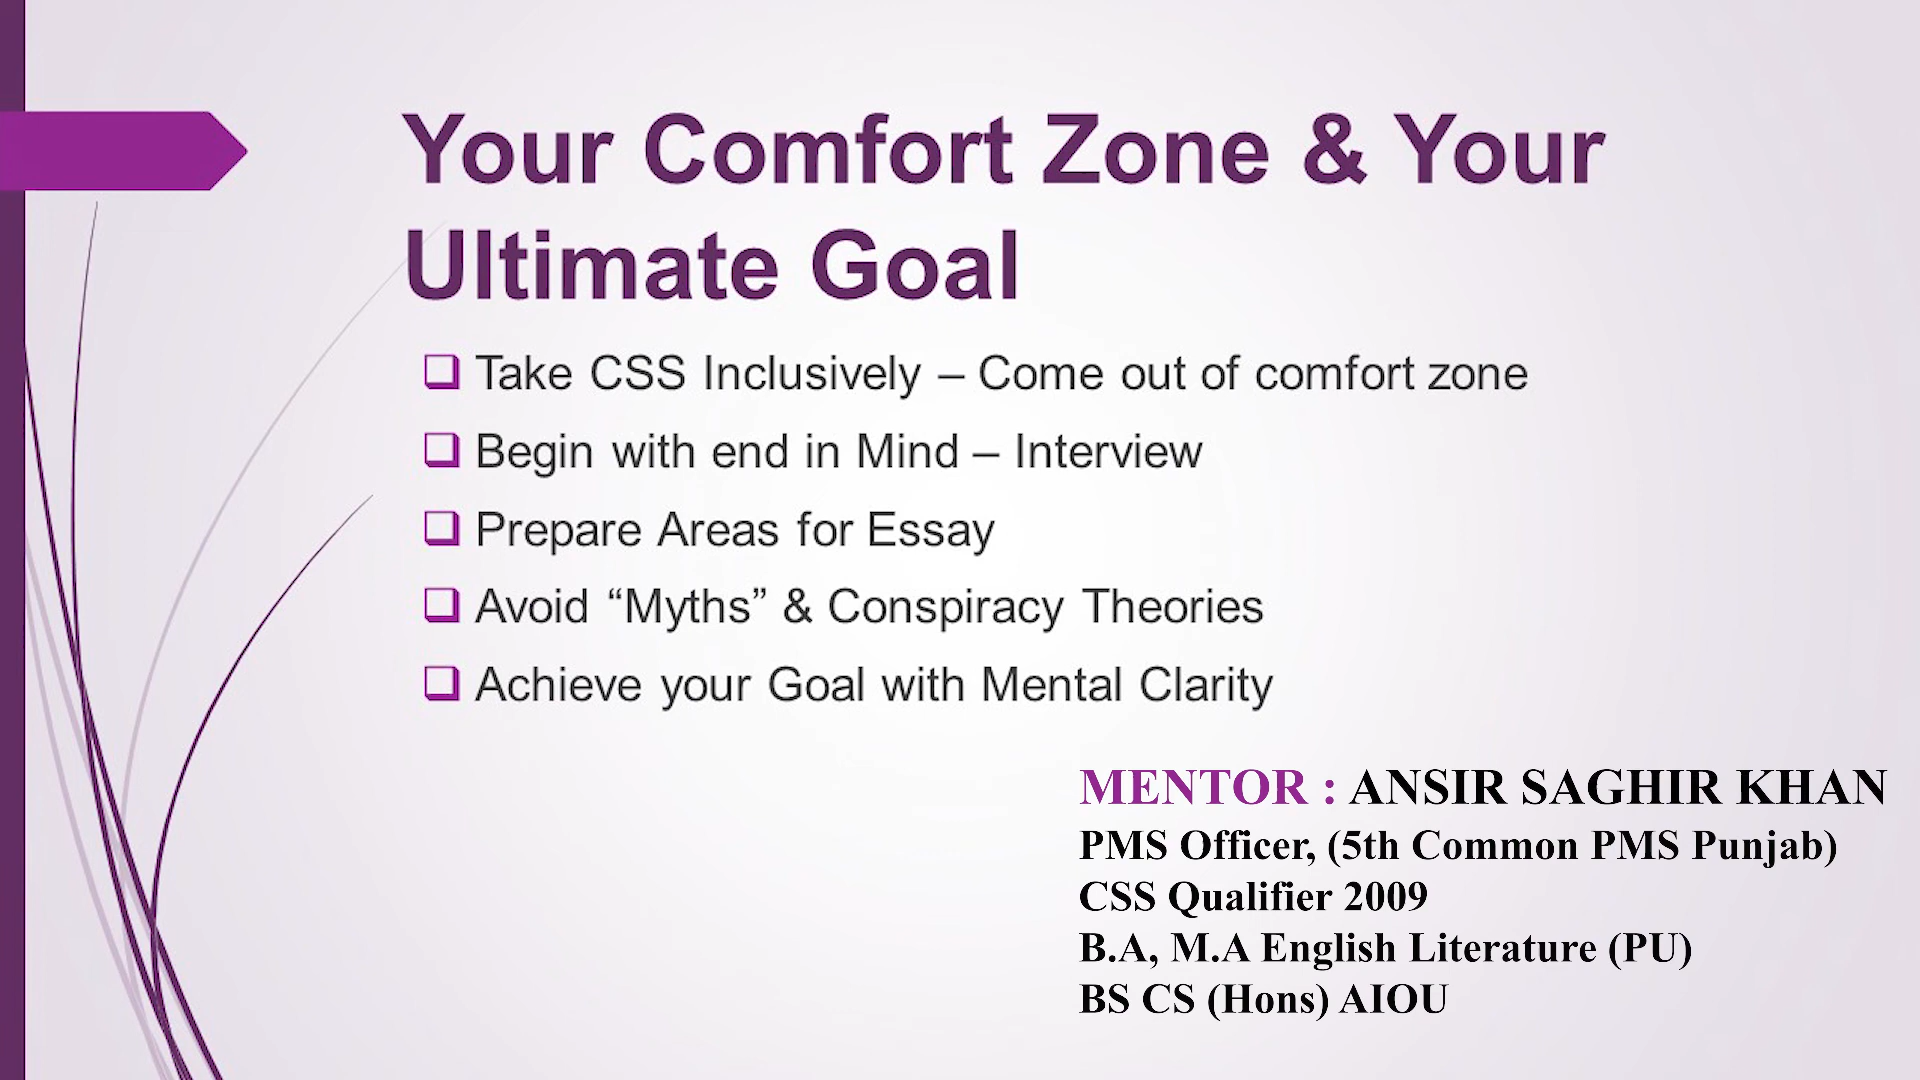 Your Comfort Zone & Your
Ultimate Goal
Take CSS Inclusively – Come out of comfort zone
Begin with end in Mind – Interview
Prepare Areas for Essay
Avoid “Myths” & Conspiracy Theories
Achieve your Goal with Mental Clarity
MENTOR : ANSIR SAGHIR KHAN
PMS Officer, (5th Common PMS Punjab)
CSS Qualifier 2009
B.A, M.A English Literature (PU)
BS CS (Hons) AIOU